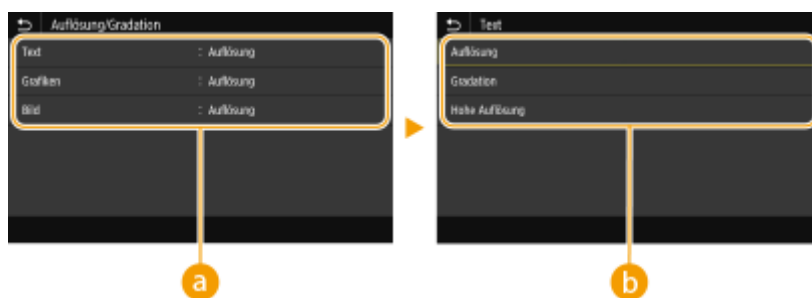 Auflösung/Gradation
Text : Auflösung
Grafiken : Auflösung
Bild : Auflösung
a
Text
Auflösung
Gradation
Hohe Auflösung
b